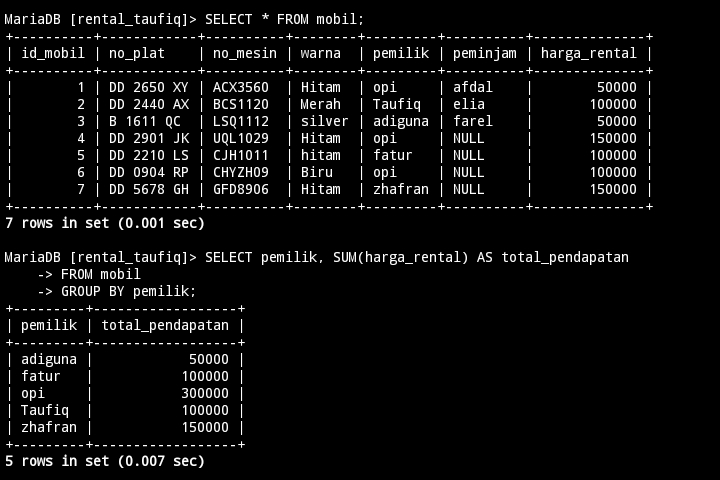 MariaDB [rental_taufiq]> SELECT * FROM mobil;
+----------+------------+----------+--------+---------+----------+--------------+
| id_mobil | no_plat    | no_mesin | warna  | pemilik | peminjam | harga_rental |
+----------+------------+----------+--------+---------+----------+--------------+
|        1 | DD 2650 XY | ACX3560  | Hitam  | opi     | afdal    |        50000 |
|        2 | DD 2440 AX | BCS1120  | Merah  | Taufiq  | elia     |       100000 |
|        3 | B 1611 QC  | LSQ1112  | silver | adiguna | farel    |        50000 |
|        4 | DD 2901 JK | UQL1029  | Hitam  | opi     | NULL     |       150000 |
|        5 | DD 2210 LS | CJH1011  | hitam  | fatur   | NULL     |       100000 |
|        6 | DD 0904 RP | CHYZH09  | Biru   | opi     | NULL     |       100000 |
|        7 | DD 5678 GH | GFD8906  | Hitam  | zhafran | NULL     |       150000 |
+----------+------------+----------+--------+---------+----------+--------------+
7 rows in set (0.001 sec)
MariaDB [rental_taufiq]> SELECT pemilik, SUM(harga_rental) AS total_pendapatan
    -> FROM mobil
    -> GROUP BY pemilik;
+---------+------------------+
| pemilik | total_pendapatan |
+---------+------------------+
| adiguna |            50000 |
| fatur   |           100000 |
| opi     |           300000 |
| Taufiq  |           100000 |
| zhafran |           150000 |
+---------+------------------+
5 rows in set (0.007 sec)